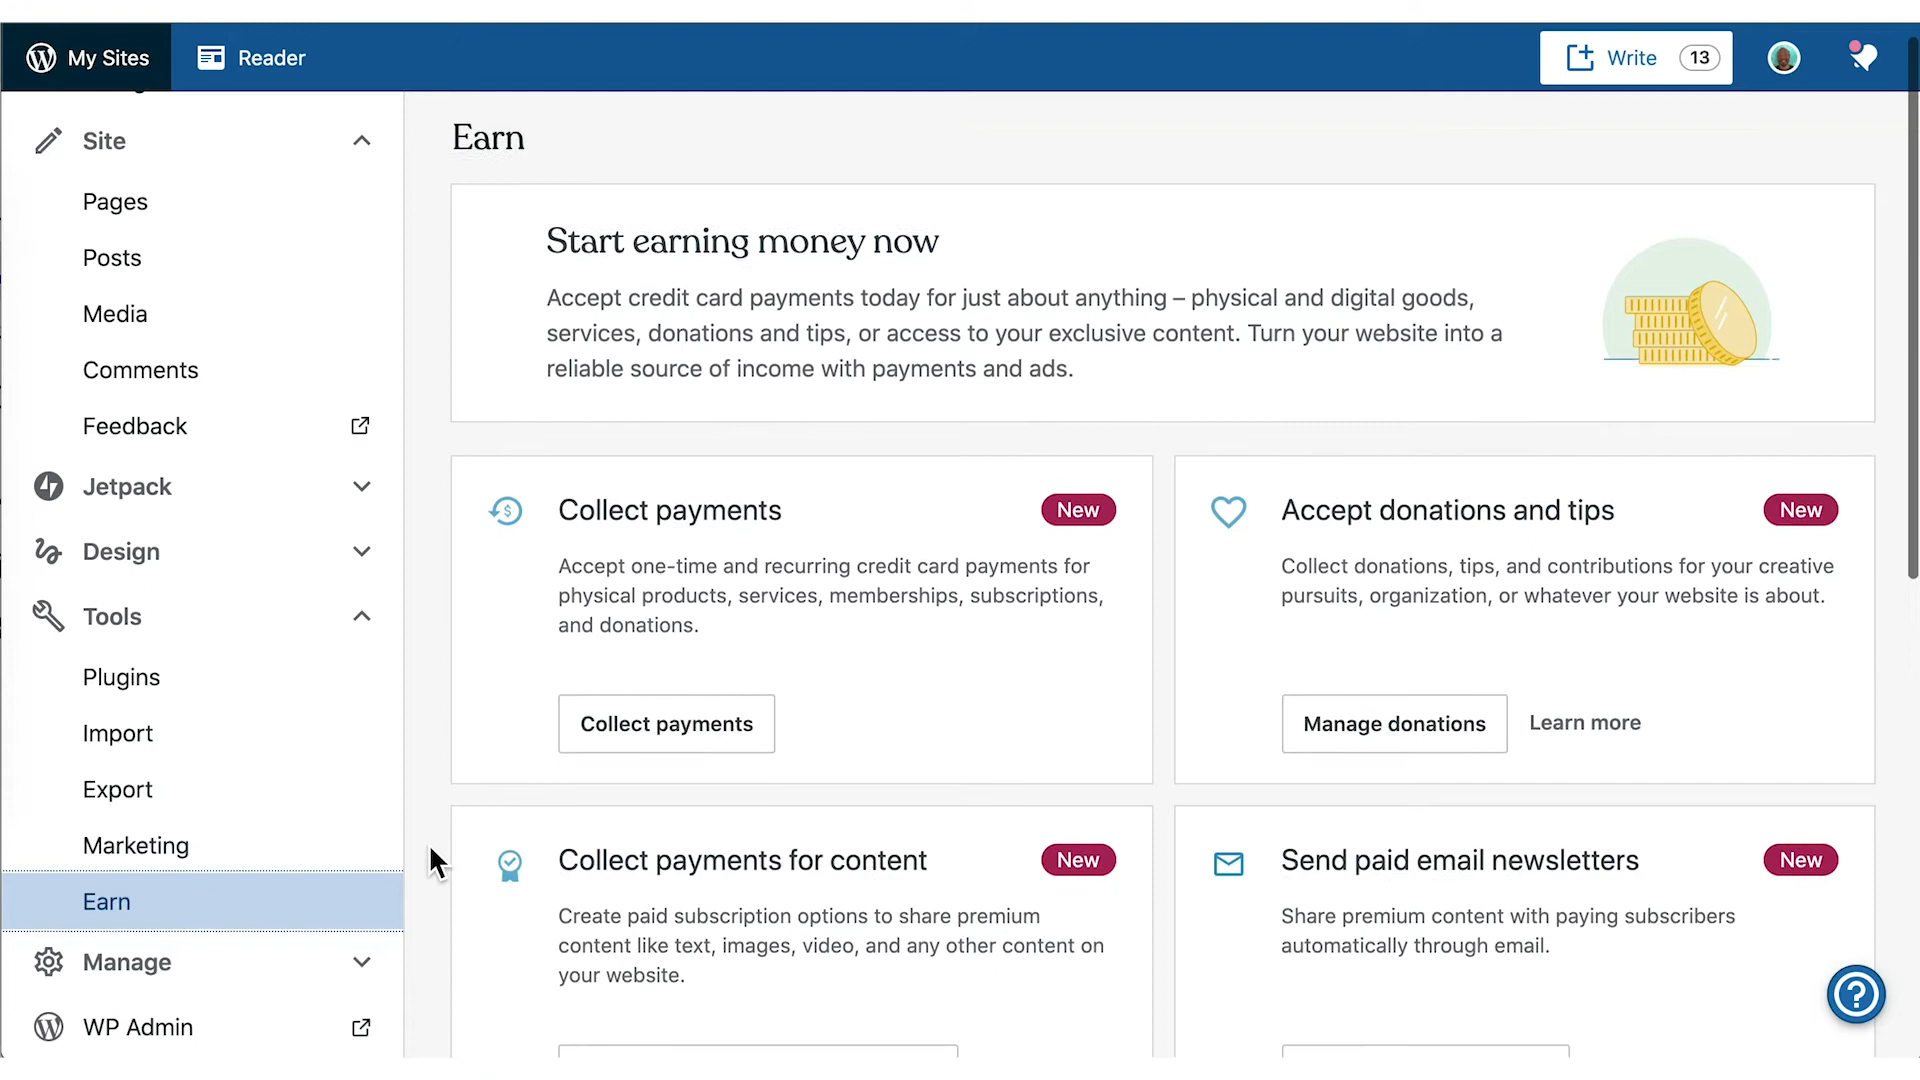 My Sites
Reader
Write 13
Site
Pages
Posts
Media
Comments
Feedback
Jetpack
Design
Tools
Plugins
Import
Export
Marketing
Earn
Manage
WP Admin
Earn
Start earning money now
Accept credit card payments today for just about anything – physical and digital goods,
services, donations and tips, or access to your exclusive content. Turn your website into a
reliable source of income with payments and ads.
Collect payments New
Accept one-time and recurring credit card payments for
physical products, services, memberships, subscriptions,
and donations.
Collect payments
Accept donations and tips New
Collect donations, tips, and contributions for your creative
pursuits, organization, or whatever your website is about.
Manage donations Learn more
Collect payments for content New
Create paid subscription options to share premium
content like text, images, video, and any other content on
your website.
Send paid email newsletters New
Share premium content with paying subscribers
automatically through email.